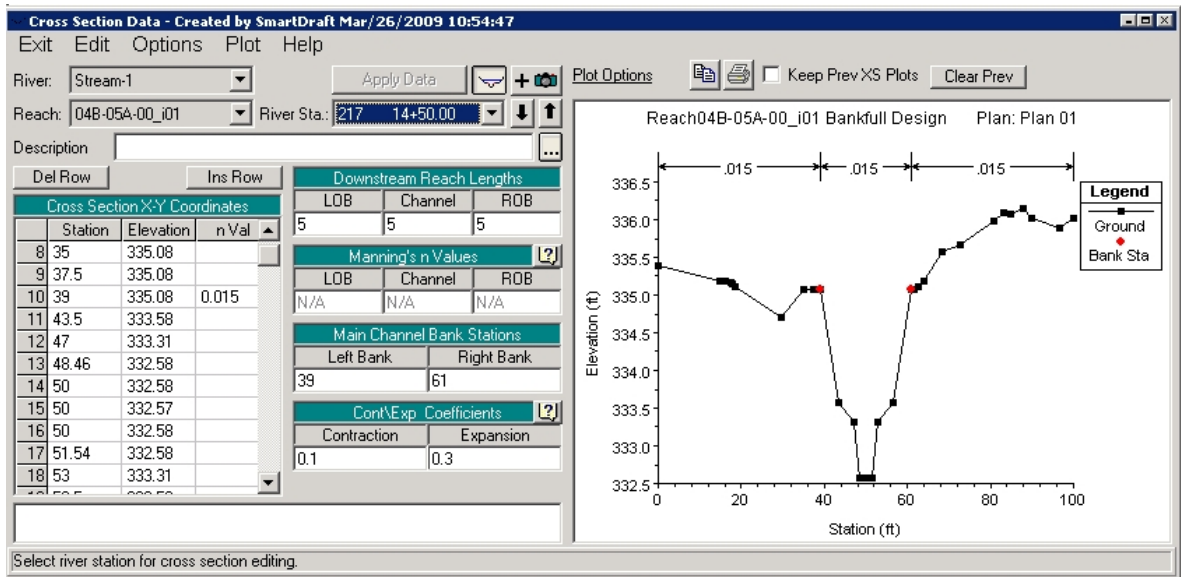 Cross Section Data - Created by SmartDraft Mar/26/2009 10:54:47
Exit Edit Options Plot Help
River: Stream-1 Apply Data
Reach: 04B-05A-00_i01 River Sta.: 217 14+50.00
Description ...
Del Row Ins Row
Cross Section X-Y Coordinates
Station Elevation n Val
8 35 335.08
9 37.5 335.08
10 39 335.08 0.015
11 43.5 333.58
12 47 333.31
13 48.46 332.58
14 50 332.58
15 50 332.57
16 50 332.58
17 51.54 332.58
18 53 333.31
Downstream Reach Lengths
LOB Channel ROB
5 5 5
Manning's n Values
LOB Channel ROB
N/A N/A N/A
Main Channel Bank Stations
Left Bank Right Bank
39 61
Cont\Exp Coefficients
Contraction Expansion
0.1 0.3
Plot Options Keep Prev XS Plots Clear Prev
Reach04B-05A-00_i01 Bankfull Design Plan: Plan 01
.015 .015 .015
336.5
336.0
335.5
335.0
334.5
334.0
333.5
333.0
332.5
Elevation (ft)
0 20 40 60 80 100
Station (ft)
Legend
Ground
Bank Sta
Select river station for cross section editing.